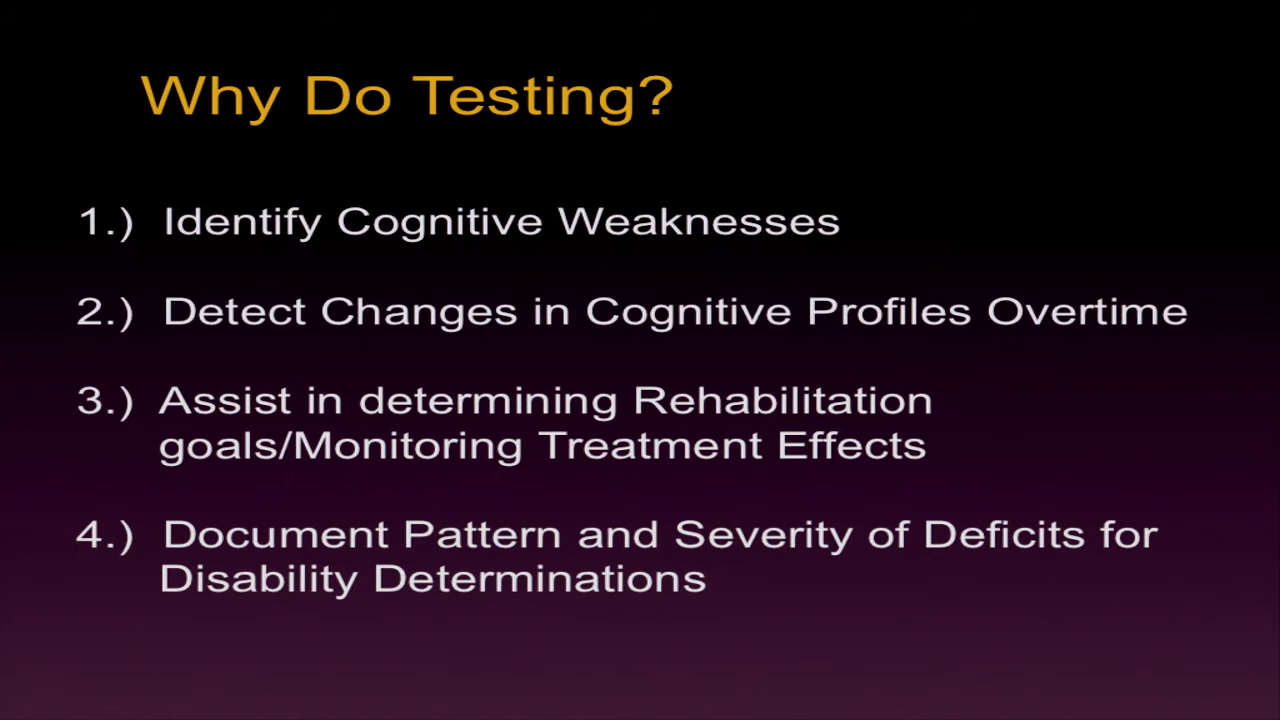 Why Do Testing?
1.) Identify Cognitive Weaknesses
2.) Detect Changes in Cognitive Profiles Overtime
3.) Assist in determining Rehabilitation
goals/Monitoring Treatment Effects
4.) Document Pattern and Severity of Deficits for
Disability Determinations